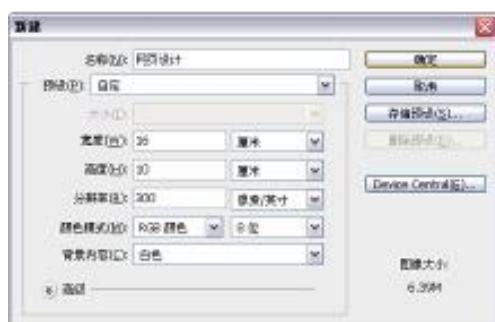 新建
名称(N): 网页设计
确定
预设(P): 自定
取消
大小(I):
存储预设(S)...
宽度(W): 16 厘米
删除预设(D)...
高度(H): 10 厘米
分辨率(R): 300 像素/英寸
Device Central(E)...
颜色模式(M): RGB 颜色 8 位
背景内容(C): 白色
图像大小:
高级
6.39M